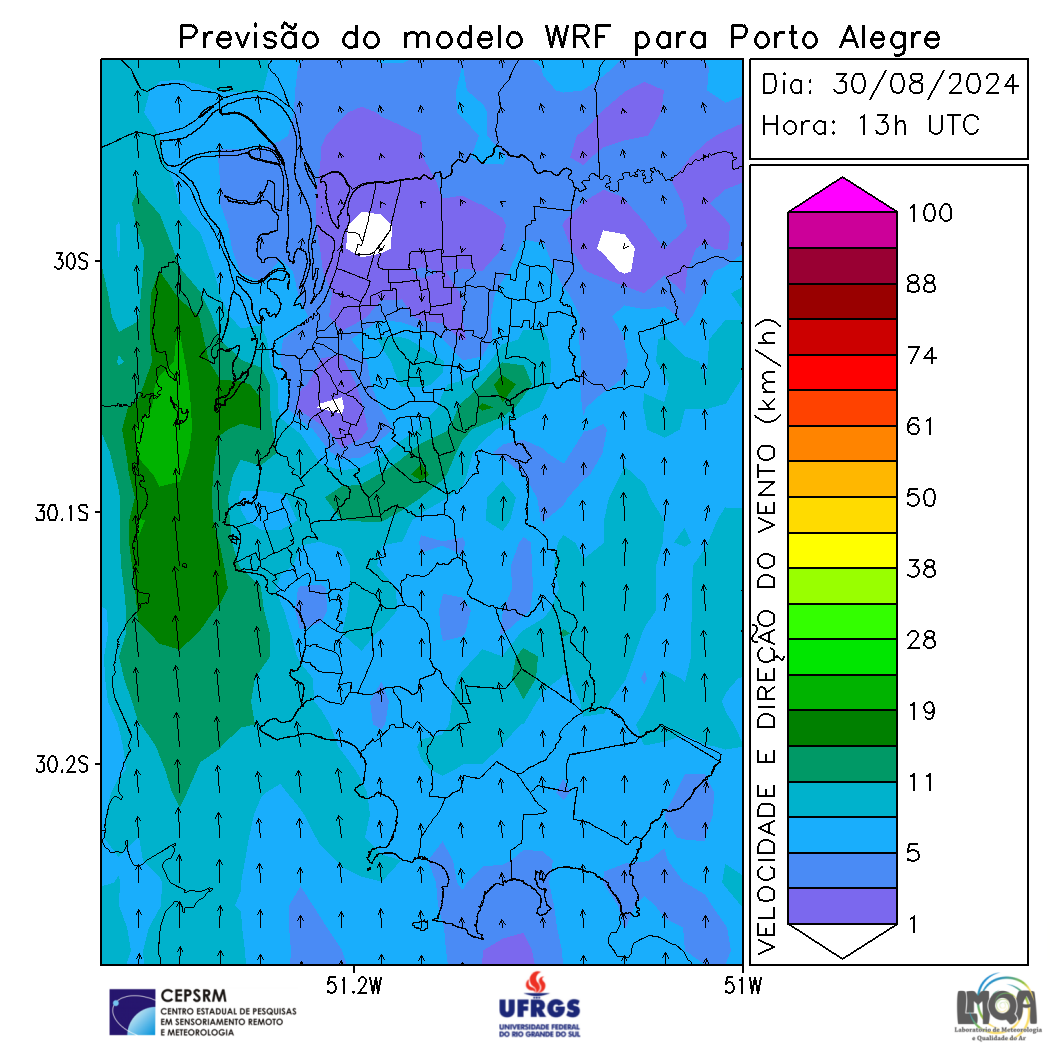 Previsão do modelo WRF para Porto Alegre
Dia: 30/08/2024
Hora: 13h UTC
30S
30.1S
30.2S
51.2W
51W
VELOCIDADE E DIREÇÃO DO VENTO (km/h)
100
88
74
61
50
38
28
19
11
5
1
CEPSRM
CENTRO ESTADUAL DE PESQUISAS
EM SENSORIAMENTO REMOTO
E METEOROLOGIA
UFRGS
UNIVERSIDADE FEDERAL
DO RIO GRANDE DO SUL
LMQA
Laboratório de Meteorologia
e Qualidade do Ar